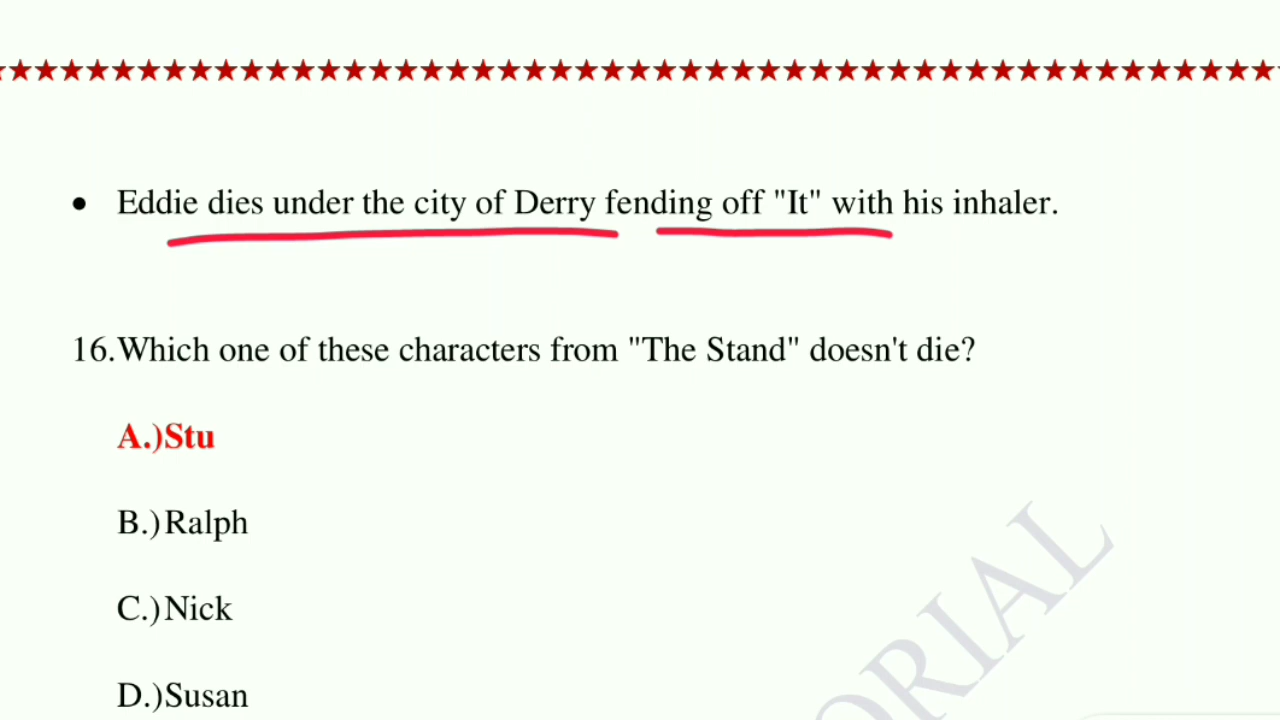 • Eddie dies under the city of Derry fending off "It" with his inhaler.
16.Which one of these characters from "The Stand" doesn't die?
A.)Stu
B.)Ralph
C.)Nick
D.)Susan
ORIAL